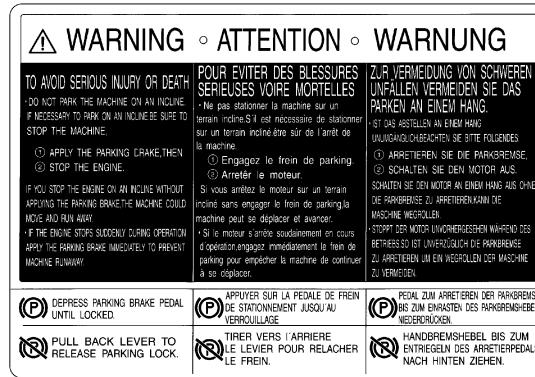 WARNING ◦ ATTENTION ◦ WARNUNG
TO AVOID SERIOUS INJURY OR DEATH
· DO NOT PARK THE MACHINE ON AN INCLINE.
IF NECESSARY TO PARK ON AN INCLINE.BE SURE TO
STOP THE MACHINE.
① APPLY THE PARKING CRAKE,THEN
② STOP THE ENGINE.
IF YOU STOP THE ENGINE ON AN INCLINE WITHOUT
APPLYING THE PARKING BRAKE,THE MACHINE COULD
MOVE AND RUN AWAY.
· IF THE ENGINE STOPS SUDDENLY DURING OPERATION
APPLY THE PARKING BRAKE IMMEDIATELY TO PREVENT
MACHINE RUNAWAY.
POUR EVITER DES BLESSURES
SERIEUSES VOIRE MORTELLES
· Ne pas stationner la machine sur un
terrain incline.S'il est nécessaire de stationner
sur un terrain incliné.être sûr de l'arrêt de
la machine.
① Engagez le frein de parking.
② Arretér le moteur.
Si vous arrêtez le moteur sur un terrain
incliné sans engager le frein de parking,la
machine peut se déplacer et avancer.
· Si le moteur s'arrête soudainement en cours
d'opération,engagez immédiatement le frein de
parking pour empêcher la machine de continuer
à se déplacer.
ZUR VERMEIDUNG VON SCHWEREN
UNFALLEN VERMEIDEN SIE DAS
PARKEN AN EINEM HANG.
· IST DAS ABSTELLEN AN EINEM HANG
UNUMGANGLICH,BEACHTEN SIE BITTE FOLGENDES
① ARRETIEREN SIE DIE PARKBREMSE,
② SCHALTEN SIE DEN MOTOR AUS.
SCHALTEN SIE DEN MOTOR AN EINEM HANG AUS OHNE
DIE PARKBREMSE ZU ARRETIEREN,KANN DIE
MASCHINE WEGROLLEN.
· STOPPT DER MOTOR UNVORHERGESEHEN WÄHREND DES
BETRIEBS,SO IST UNVERZÜGLICH DIE PARKBREMSE
ZU ARRETIEREN UM EIN WEGROLLEN DER MASCHINE
ZU VERMEIDEN.
(P) DEPRESS PARKING BRAKE PEDAL
UNTIL LOCKED.
(P) APPUYER SUR LA PEDALE DE FREIN
DE STATIONNEMENT JUSQU'AU
VERROUILLAGE
(P) PEDAL ZUM ARRETIEREN DER PARKBREMS
BIS ZUM EINRASTEN DES PARKBREMSHEBE
NIEDERDRÜCKEN.
(P) PULL BACK LEVER TO
RELEASE PARKING LOCK.
(P) TIRER VERS l'ARRIERE
LE LEVIER POUR RELACHER
LE FREIN.
(P) HANDBREMSHEBEL BIS ZUM
ENTRIEGELN DES ARRETIERPEDALS
NACH HINTEN ZIEHEN.